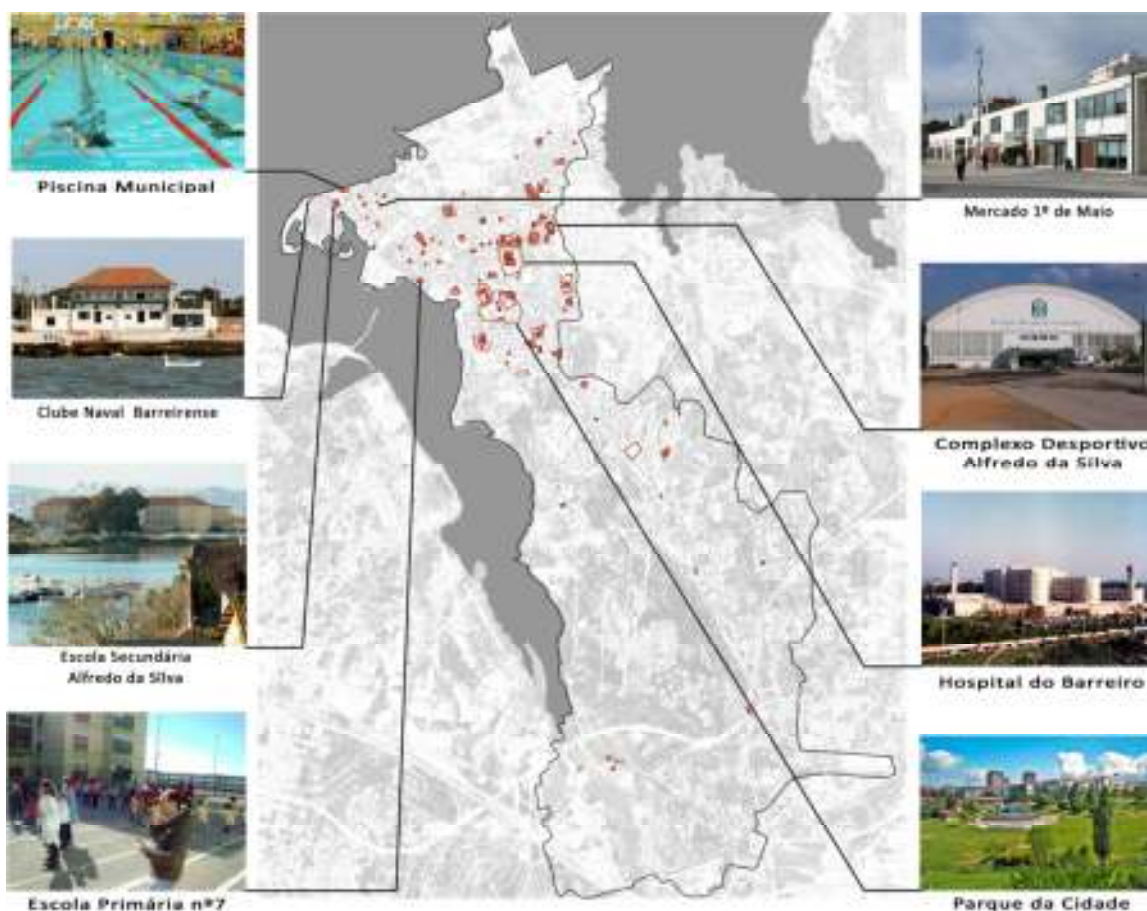 Piscina Municipal
Clube Naval Barreirense
Escola Secundária
Alfredo da Silva
Escola Primária nº7
Mercado 1º de Maio
Complexo Desportivo
Alfredo da Silva
Hospital do Barreiro
Parque da Cidade